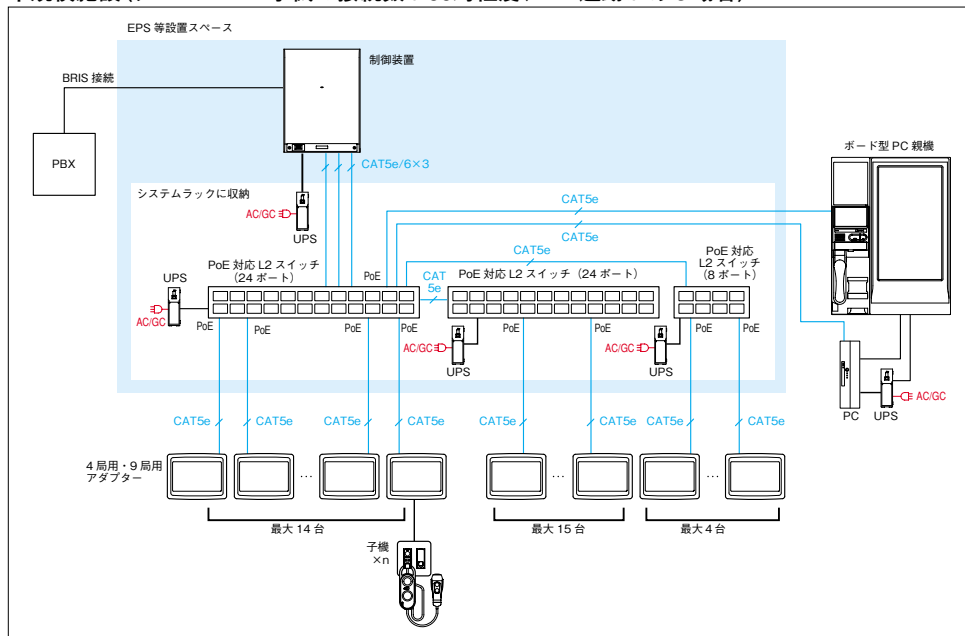 EPS 等設置スペース
制御装置
BRIS 接続
PBX
CAT5e/6×3
ボード型 PC 親機
システムラックに収納
AC/GC
UPS
CAT5e
CAT5e
PoE 対応 L2 スイッチ
（24 ポート）
PoE
CAT
5e
CAT5e
PoE 対応 L2 スイッチ（24 ポート）
PoE 対応
L2 スイッチ
（8 ポート）
UPS
AC/GC
PoE
PoE
PoE
PoE
AC/GC
UPS
PoE
PoE
AC/GC
UPS
PoE
PoE
PC
UPS
AC/GC
CAT5e
CAT5e
CAT5e
CAT5e
CAT5e
CAT5e
CAT5e
CAT5e
4 局用・9 局用
アダプター
…
…
…
最大 14 台
最大 15 台
最大 4 台
子機
×n